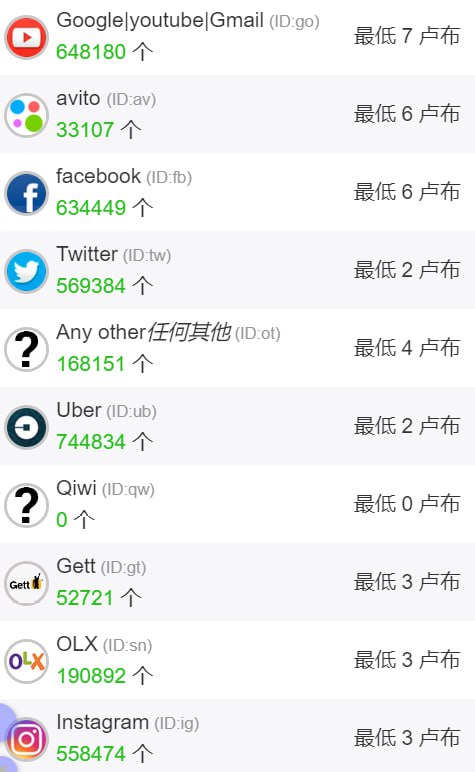 Google|youtube|Gmail (ID:go)
648180 个
最低 7 卢布
avito (ID:av)
33107 个
最低 6 卢布
facebook (ID:fb)
634449 个
最低 6 卢布
Twitter (ID:tw)
569384 个
最低 2 卢布
Any other任何其他 (ID:ot)
168151 个
最低 4 卢布
Uber (ID:ub)
744834 个
最低 2 卢布
Qiwi (ID:qw)
0 个
最低 0 卢布
Gett
Gett (ID:gt)
52721 个
最低 3 卢布
OLX
OLX (ID:sn)
190892 个
最低 3 卢布
Instagram (ID:ig)
558474 个
最低 3 卢布